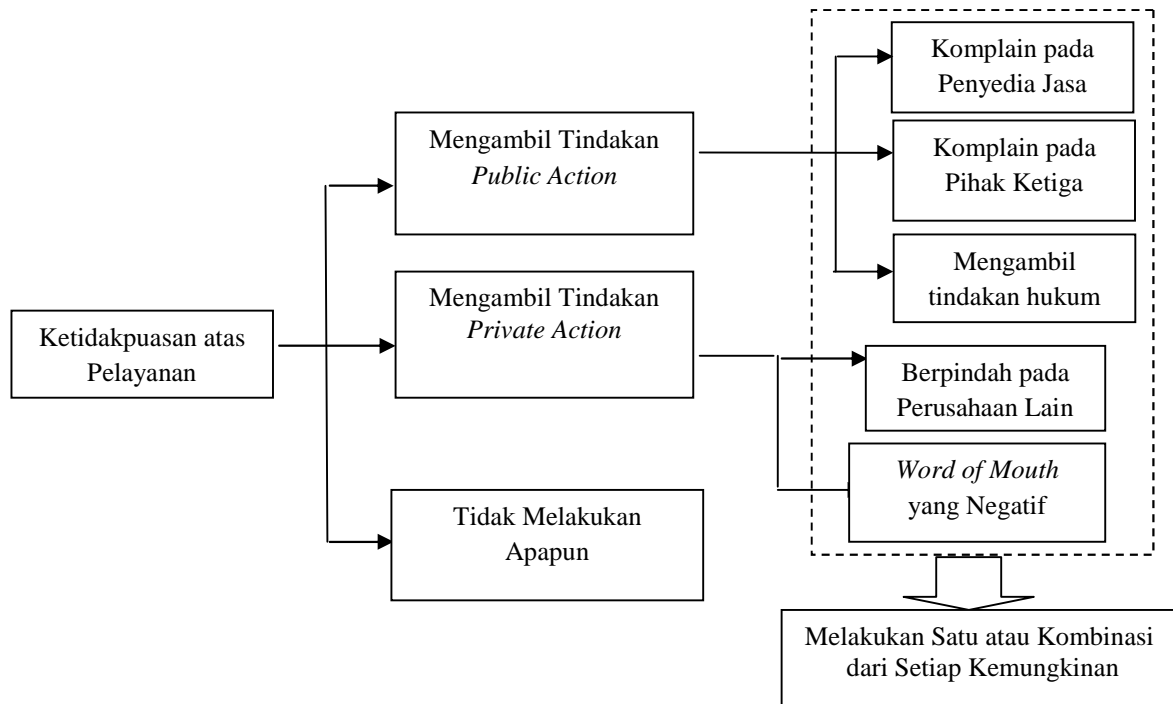 Ketidakpuasan atas
Pelayanan
Mengambil Tindakan
Public Action
Mengambil Tindakan
Private Action
Tidak Melakukan
Apapun
Komplain pada
Penyedia Jasa
Komplain pada
Pihak Ketiga
Mengambil
tindakan hukum
Berpindah pada
Perusahaan Lain
Word of Mouth
yang Negatif
Melakukan Satu atau Kombinasi
dari Setiap Kemungkinan